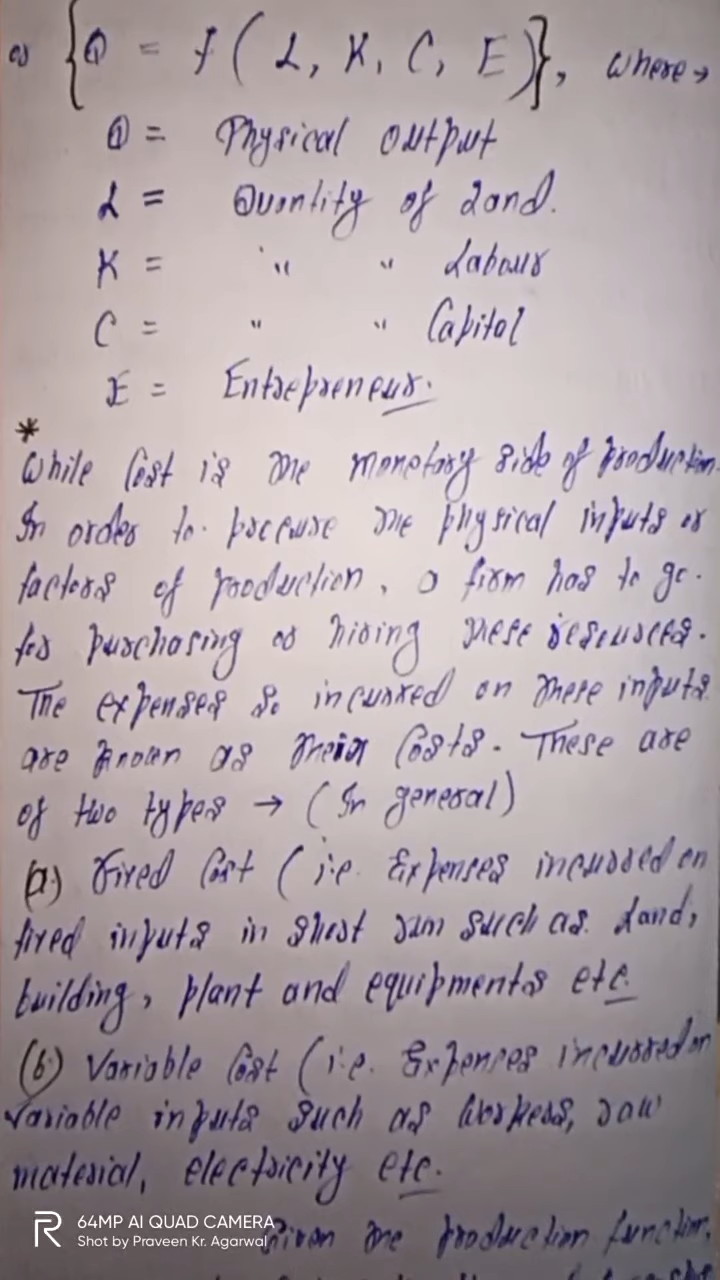 or {Q = f ( L, K, C, E )}, where →
Q = Physical output
L = Quantity of Land.
K = " " Labour
C = " " Capital
E = Entrepreneur.
*
While Cost is the monetary side of production.
In order to procure the physical inputs or
factors of production, a firm has to go.
for purchasing or hiring these resources.
The expenses so incurred on these inputs
are known as their Costs. These are
of two types → (In general)
(a) Fixed Cost (i.e. Expenses incurred on
fixed inputs in short run such as Land,
building, plant and equipments etc.
(b) Variable Cost (i.e. Expenses incurred on
variable inputs such as workers, raw
material, electricity etc.
Given the production function,
64MP AI QUAD CAMERA
Shot by Praveen Kr. Agarwal